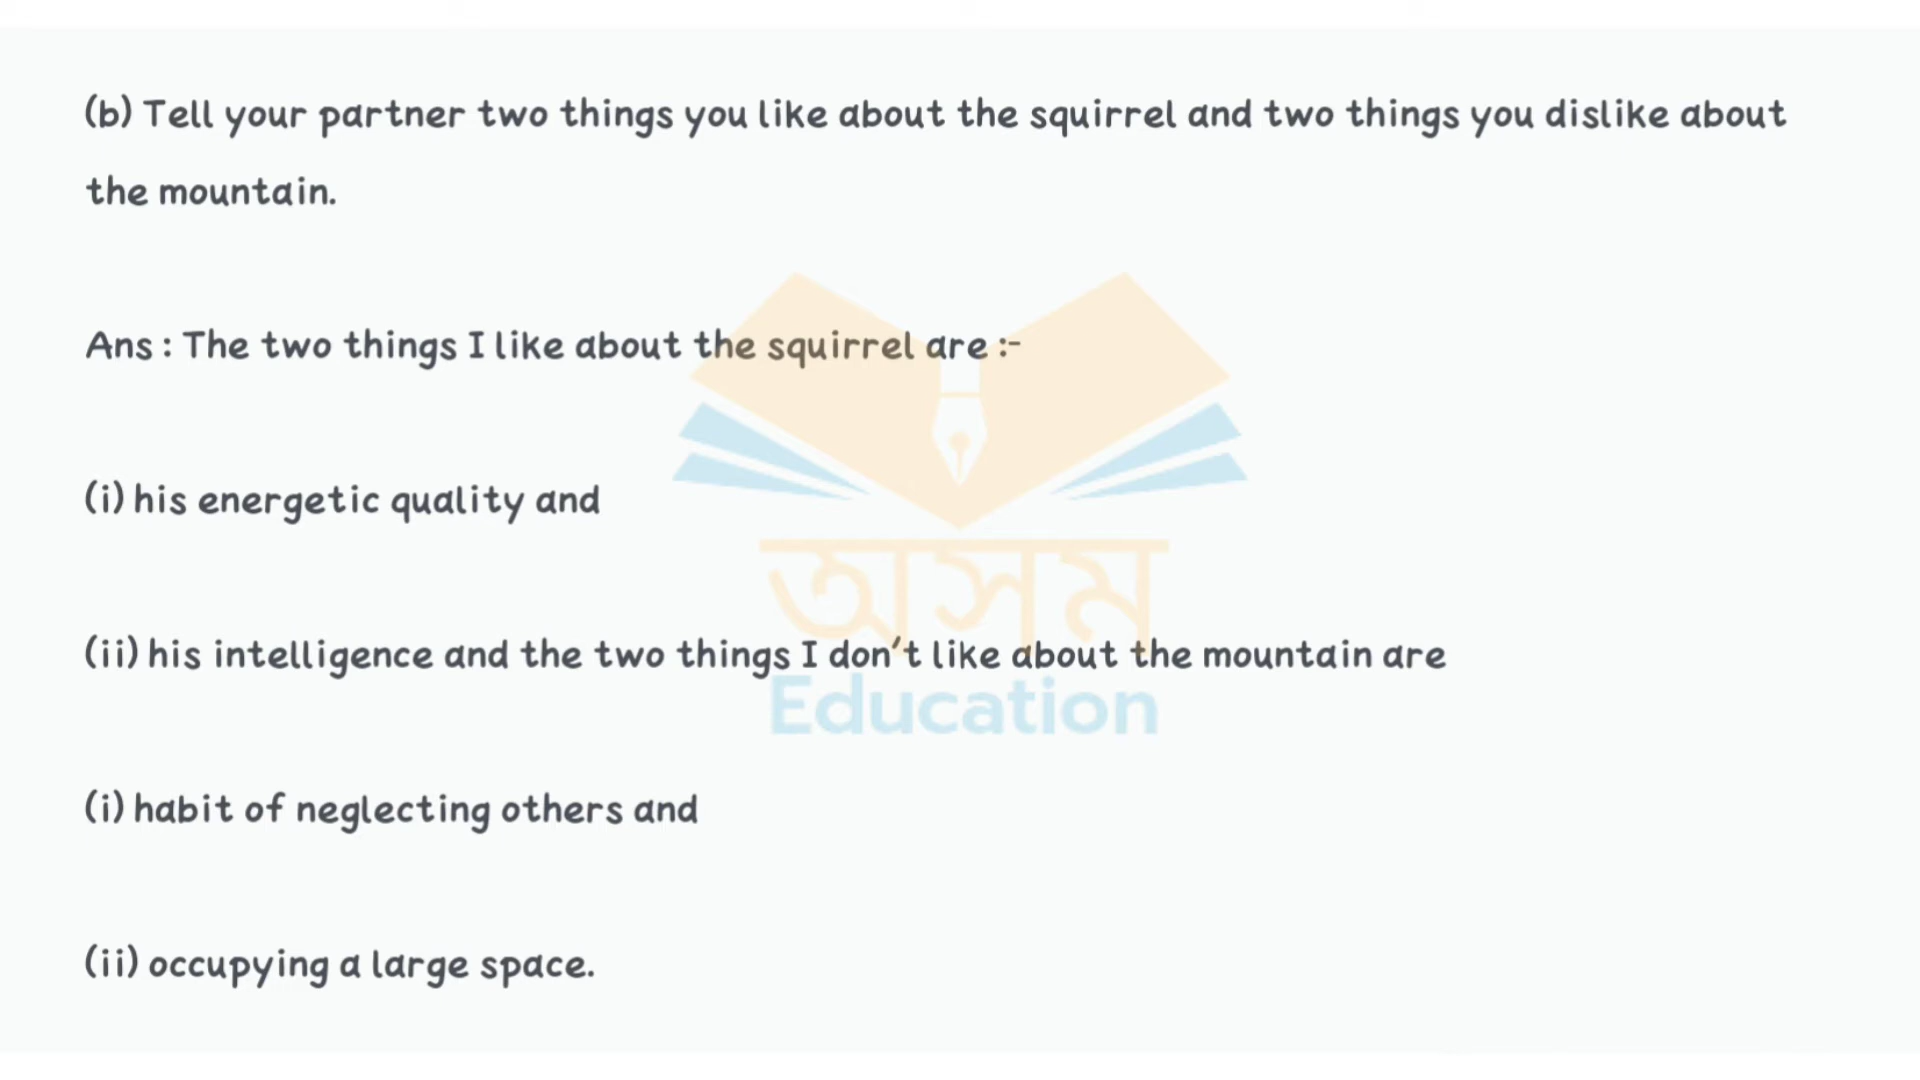 (b) Tell your partner two things you like about the squirrel and two things you dislike about
the mountain.
Ans : The two things I like about the squirrel are :-
(i) his energetic quality and
অসম
(ii) his intelligence and the two things I don't like about the mountain are
Education
(i) habit of neglecting others and
(ii) occupying a large space.